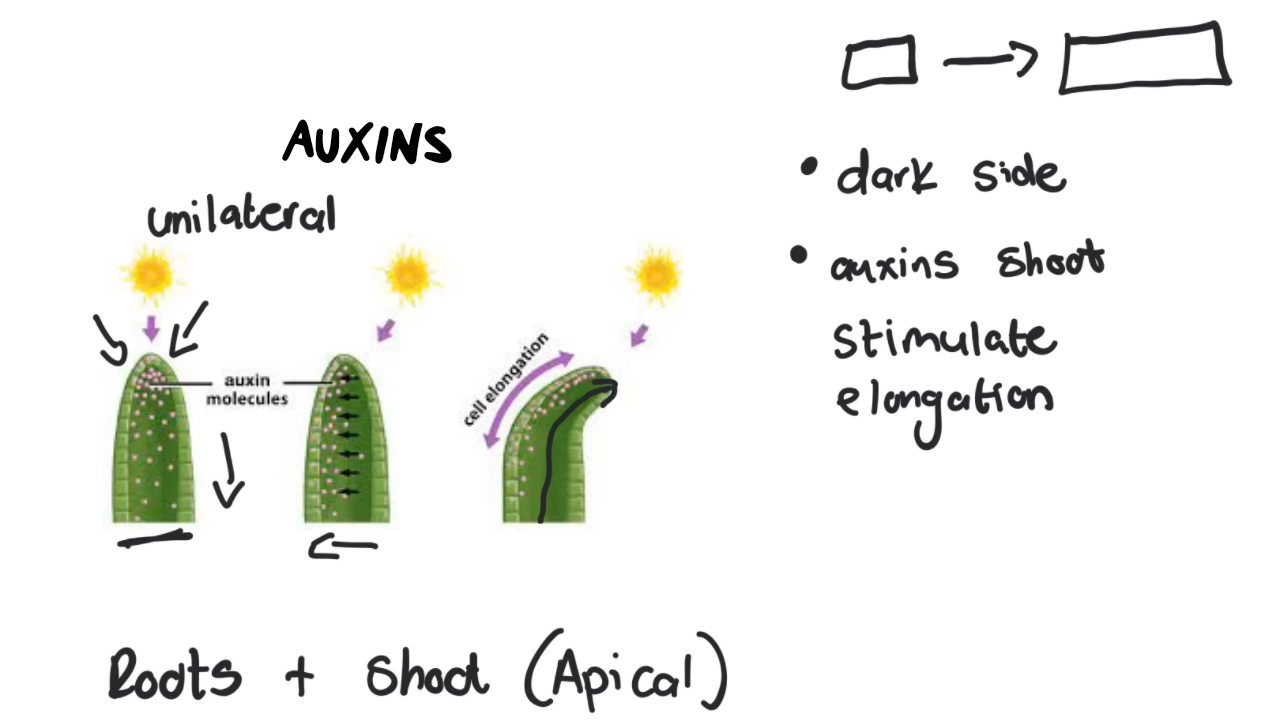 AUXINS
unilateral
auxin
molecules
cell elongation
• dark side
• auxins shoot
stimulate
elongation
Roots + shoot (Apical)